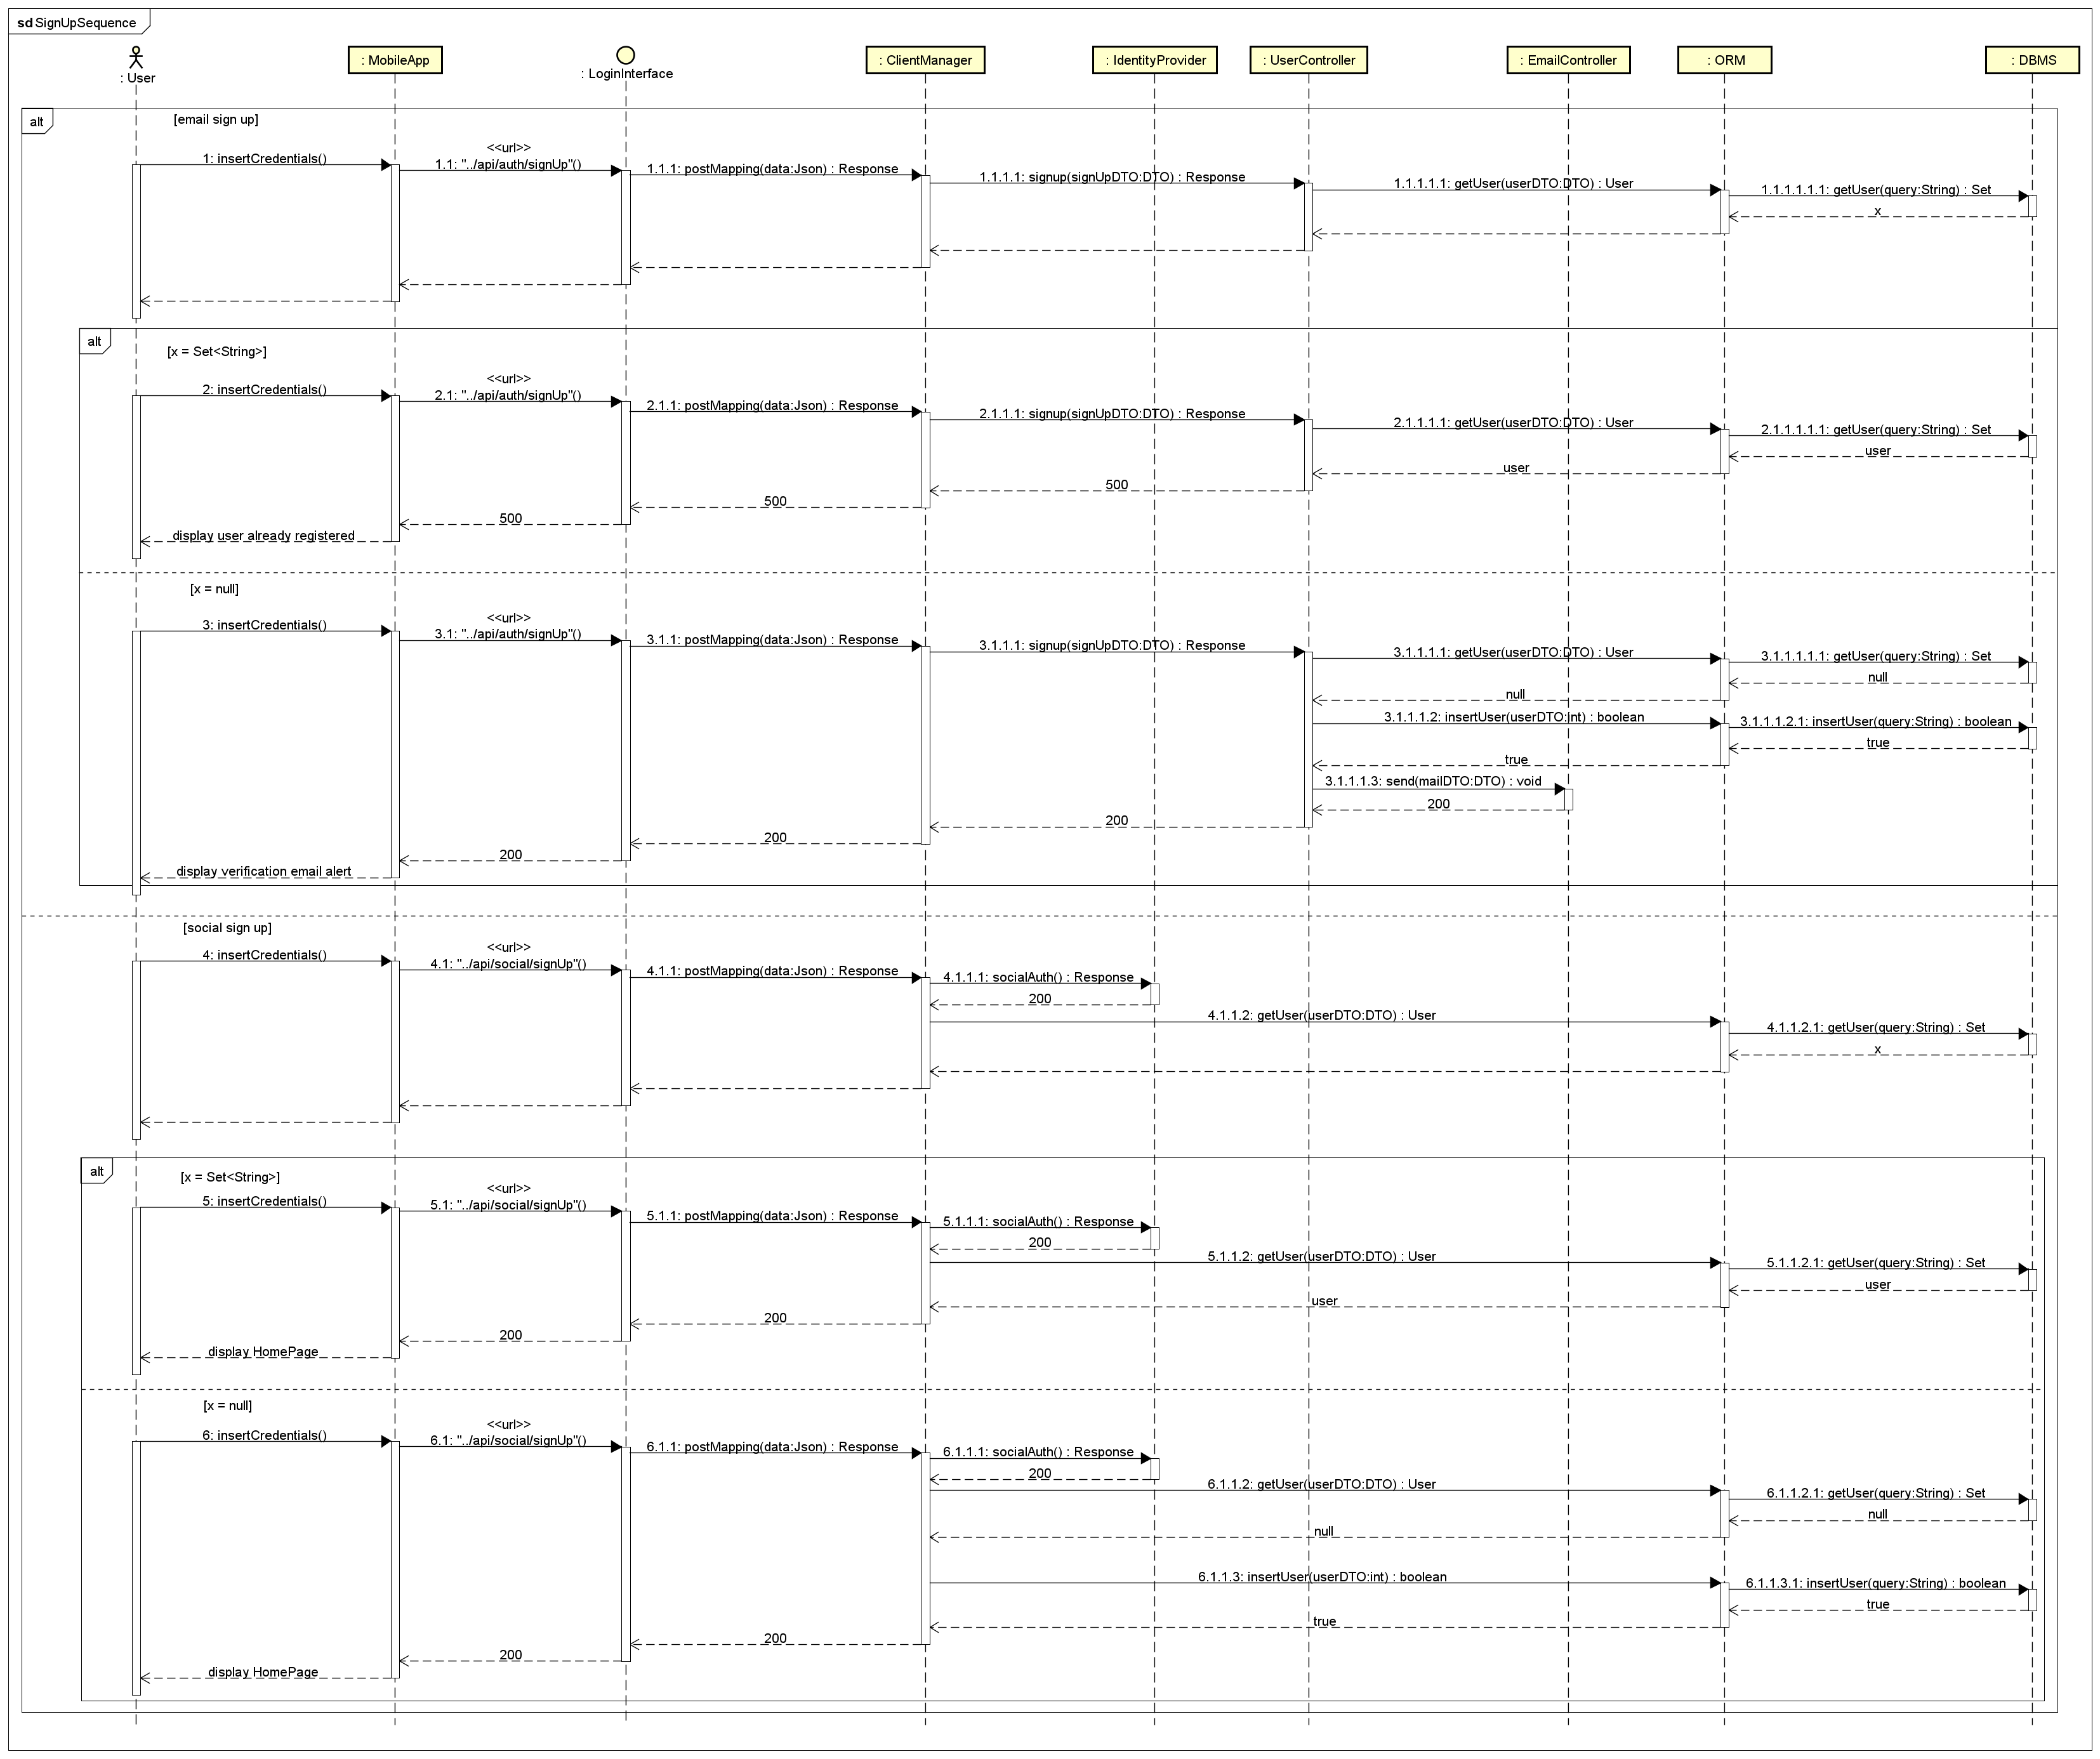 sd SignUpSequence
: User
: MobileApp
: LoginInterface
: ClientManager
: IdentityProvider
: UserController
: EmailController
: ORM
: DBMS
alt
[email sign up]
1: insertCredentials()
<<url>>
1.1: "../api/auth/signUp"()
1.1.1: postMapping(data:Json) : Response
1.1.1.1: signup(signUpDTO:DTO) : Response
1.1.1.1.1: getUser(userDTO:DTO) : User
1.1.1.1.1.1: getUser(query:String) : Set
x
alt
[x = Set<String>]
2: insertCredentials()
<<url>>
2.1: "../api/auth/signUp"()
2.1.1: postMapping(data:Json) : Response
2.1.1.1: signup(signUpDTO:DTO) : Response
2.1.1.1.1: getUser(userDTO:DTO) : User
2.1.1.1.1.1: getUser(query:String) : Set
user
user
500
500
500
display user already registered
[x = null]
3: insertCredentials()
<<url>>
3.1: "../api/auth/signUp"()
3.1.1: postMapping(data:Json) : Response
3.1.1.1: signup(signUpDTO:DTO) : Response
3.1.1.1.1: getUser(userDTO:DTO) : User
3.1.1.1.1.1: getUser(query:String) : Set
null
null
3.1.1.1.2: insertUser(userDTO:int) : boolean
3.1.1.1.2.1: insertUser(query:String) : boolean
true
true
3.1.1.1.3: send(mailDTO:DTO) : void
200
200
200
200
display verification email alert
[social sign up]
4: insertCredentials()
<<url>>
4.1: "../api/social/signUp"()
4.1.1: postMapping(data:Json) : Response
4.1.1.1: socialAuth() : Response
200
4.1.1.2: getUser(userDTO:DTO) : User
4.1.1.2.1: getUser(query:String) : Set
x
alt
[x = Set<String>]
5: insertCredentials()
<<url>>
5.1: "../api/social/signUp"()
5.1.1: postMapping(data:Json) : Response
5.1.1.1: socialAuth() : Response
200
5.1.1.2: getUser(userDTO:DTO) : User
5.1.1.2.1: getUser(query:String) : Set
user
user
200
200
display HomePage
[x = null]
6: insertCredentials()
<<url>>
6.1: "../api/social/signUp"()
6.1.1: postMapping(data:Json) : Response
6.1.1.1: socialAuth() : Response
200
6.1.1.2: getUser(userDTO:DTO) : User
6.1.1.2.1: getUser(query:String) : Set
null
null
6.1.1.3: insertUser(userDTO:int) : boolean
6.1.1.3.1: insertUser(query:String) : boolean
true
true
200
200
display HomePage